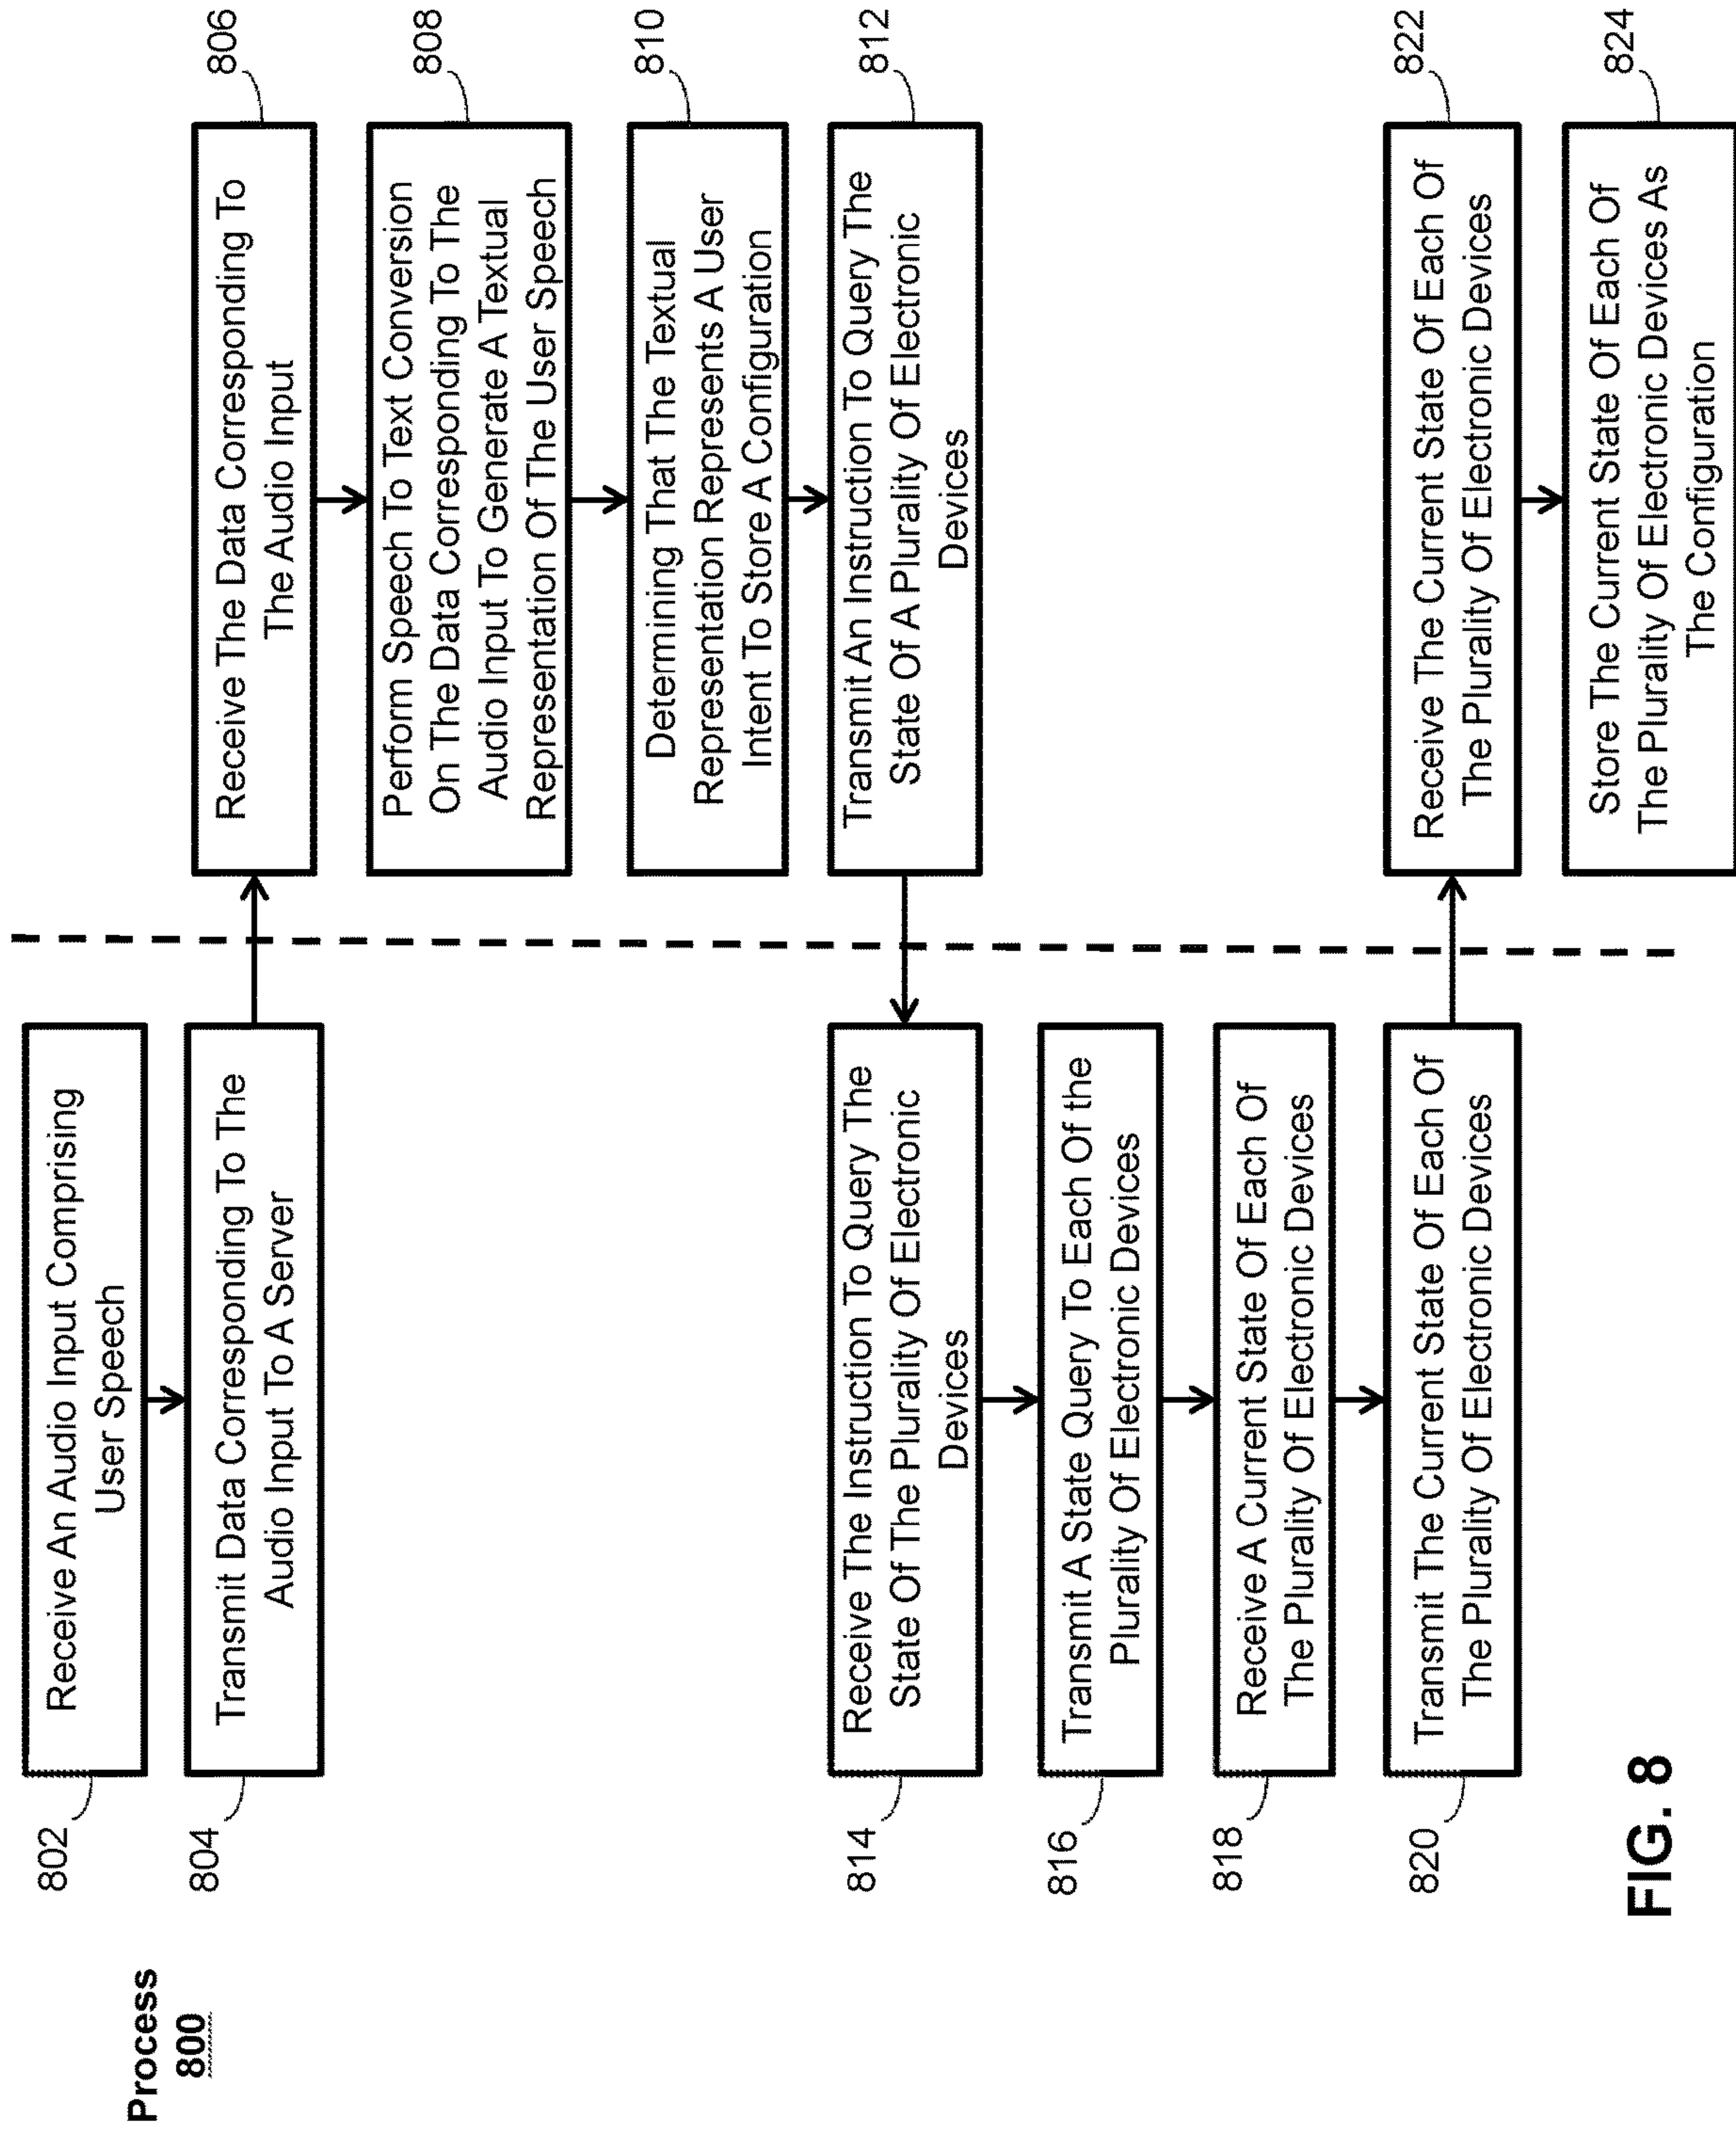 Process
800
802
Receive An Audio Input Comprising
User Speech
804
Transmit Data Corresponding To The
Audio Input To A Server
806
Receive The Data Corresponding To
The Audio Input
808
Perform Speech To Text Conversion
On The Data Corresponding To The
Audio Input To Generate A Textual
Representation Of The User Speech
810
Determining That The Textual
Representation Represents A User
Intent To Store A Configuration
812
Transmit An Instruction To Query The
State Of A Plurality Of Electronic
Devices
814
Receive The Instruction To Query The
State Of The Plurality Of Electronic
Devices
816
Transmit A State Query To Each Of the
Plurality Of Electronic Devices
818
Receive A Current State Of Each Of
The Plurality Of Electronic Devices
820
Transmit The Current State Of Each Of
The Plurality Of Electronic Devices
822
Receive The Current State Of Each Of
The Plurality Of Electronic Devices
824
Store The Current State Of Each Of
The Plurality Of Electronic Devices As
The Configuration
FIG. 8